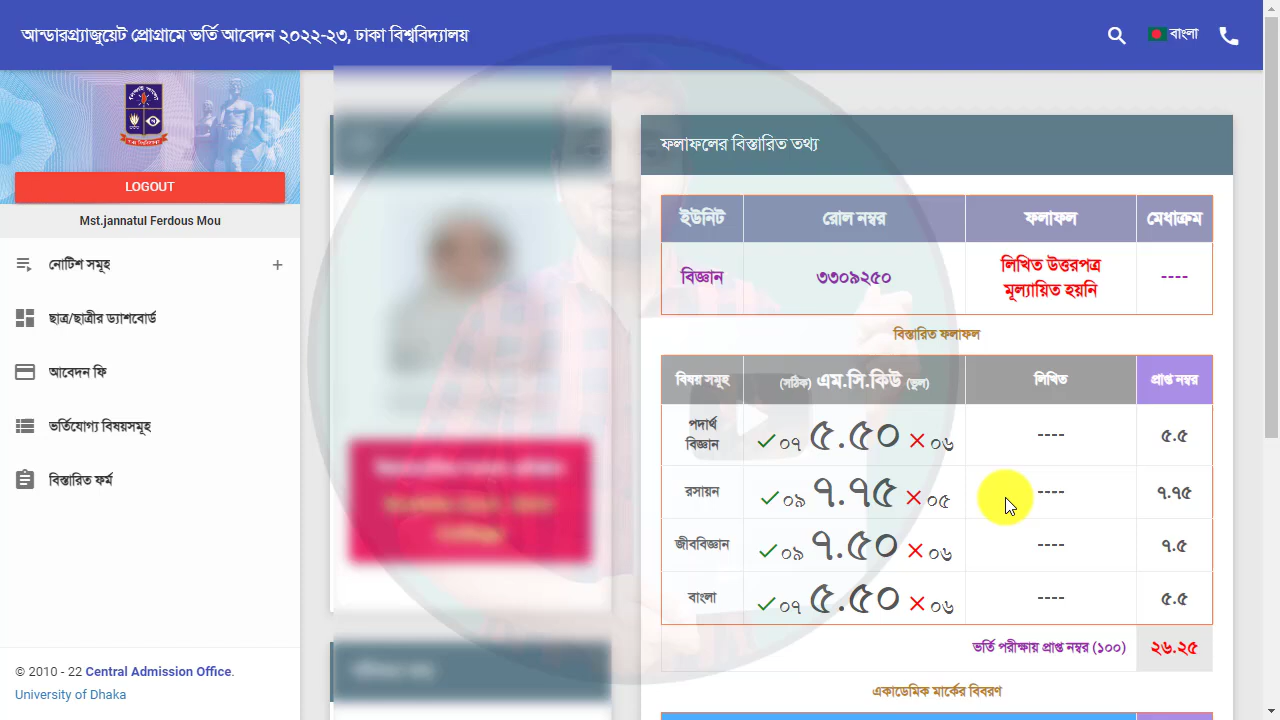 আন্ডারগ্র্যাজুয়েট প্রোগ্রামে ভর্তি আবেদন ২০২২-২৩, ঢাকা বিশ্ববিদ্যালয়
বাংলা
LOGOUT
Mst.jannatul Ferdous Mou
নোটিশ সমূহ +
ছাত্র/ছাত্রীর ড্যাশবোর্ড
আবেদন ফি
ভর্তিযোগ্য বিষয়সমূহ
বিস্তারিত ফর্ম
© 2010 - 22 Central Admission Office.
University of Dhaka
ফলাফলের বিস্তারিত তথ্য
ইউনিট রোল নম্বর ফলাফল মেধাক্রম
বিজ্ঞান ৩৩০৯২৫০ লিখিত উত্তরপত্র মূল্যায়িত হয়নি ----
বিস্তারিত ফলাফল
বিষয় সমূহ (সঠিক) এম.সি.কিউ (ভুল) লিখিত প্রাপ্ত নম্বর
পদার্থ বিজ্ঞান ✓ ০৭ ৫.৫০ × ০৬ ---- ৫.৫
রসায়ন ✓ ০৯ ৭.৭৫ × ০৫ ---- ৭.৭৫
জীববিজ্ঞান ✓ ০৯ ৭.৫০ × ০৬ ---- ৭.৫
বাংলা ✓ ০৭ ৫.৫০ × ০৬ ---- ৫.৫
ভর্তি পরীক্ষায় প্রাপ্ত নম্বর (১০০) ২৬.২৫
একাডেমিক মার্কের বিবরণ